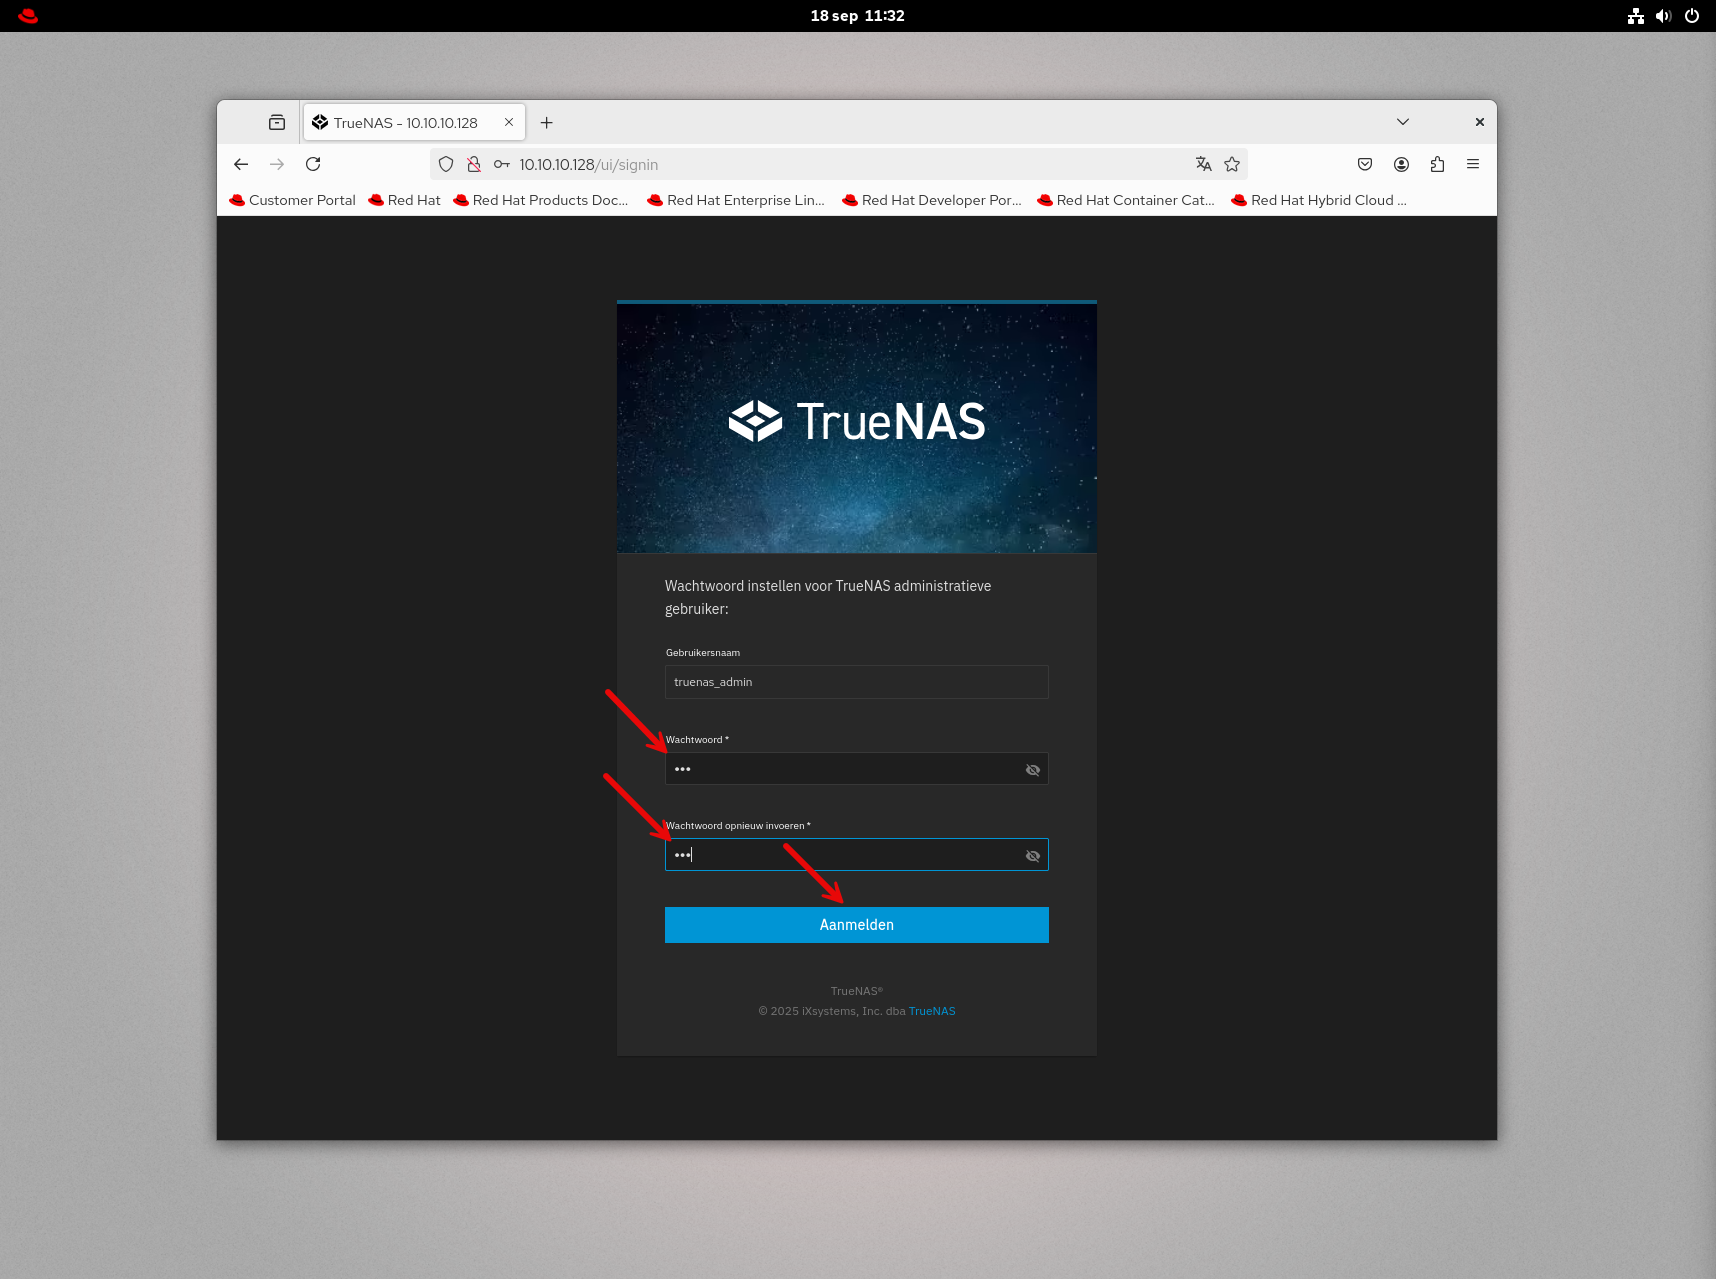 18 sep 11:32
TrueNAS - 10.10.10.128
10.10.10.128/ui/signin
Customer Portal
Red Hat
Red Hat Products Doc…
Red Hat Enterprise Lin…
Red Hat Developer Por…
Red Hat Container Cat…
Red Hat Hybrid Cloud …
TrueNAS
Wachtwoord instellen voor TrueNAS administratieve
gebruiker:
Gebruikersnaam
truenas_admin
Wachtwoord *
•••
Wachtwoord opnieuw invoeren *
•••
Aanmelden
TrueNAS®
© 2025 iXsystems, Inc. dba TrueNAS